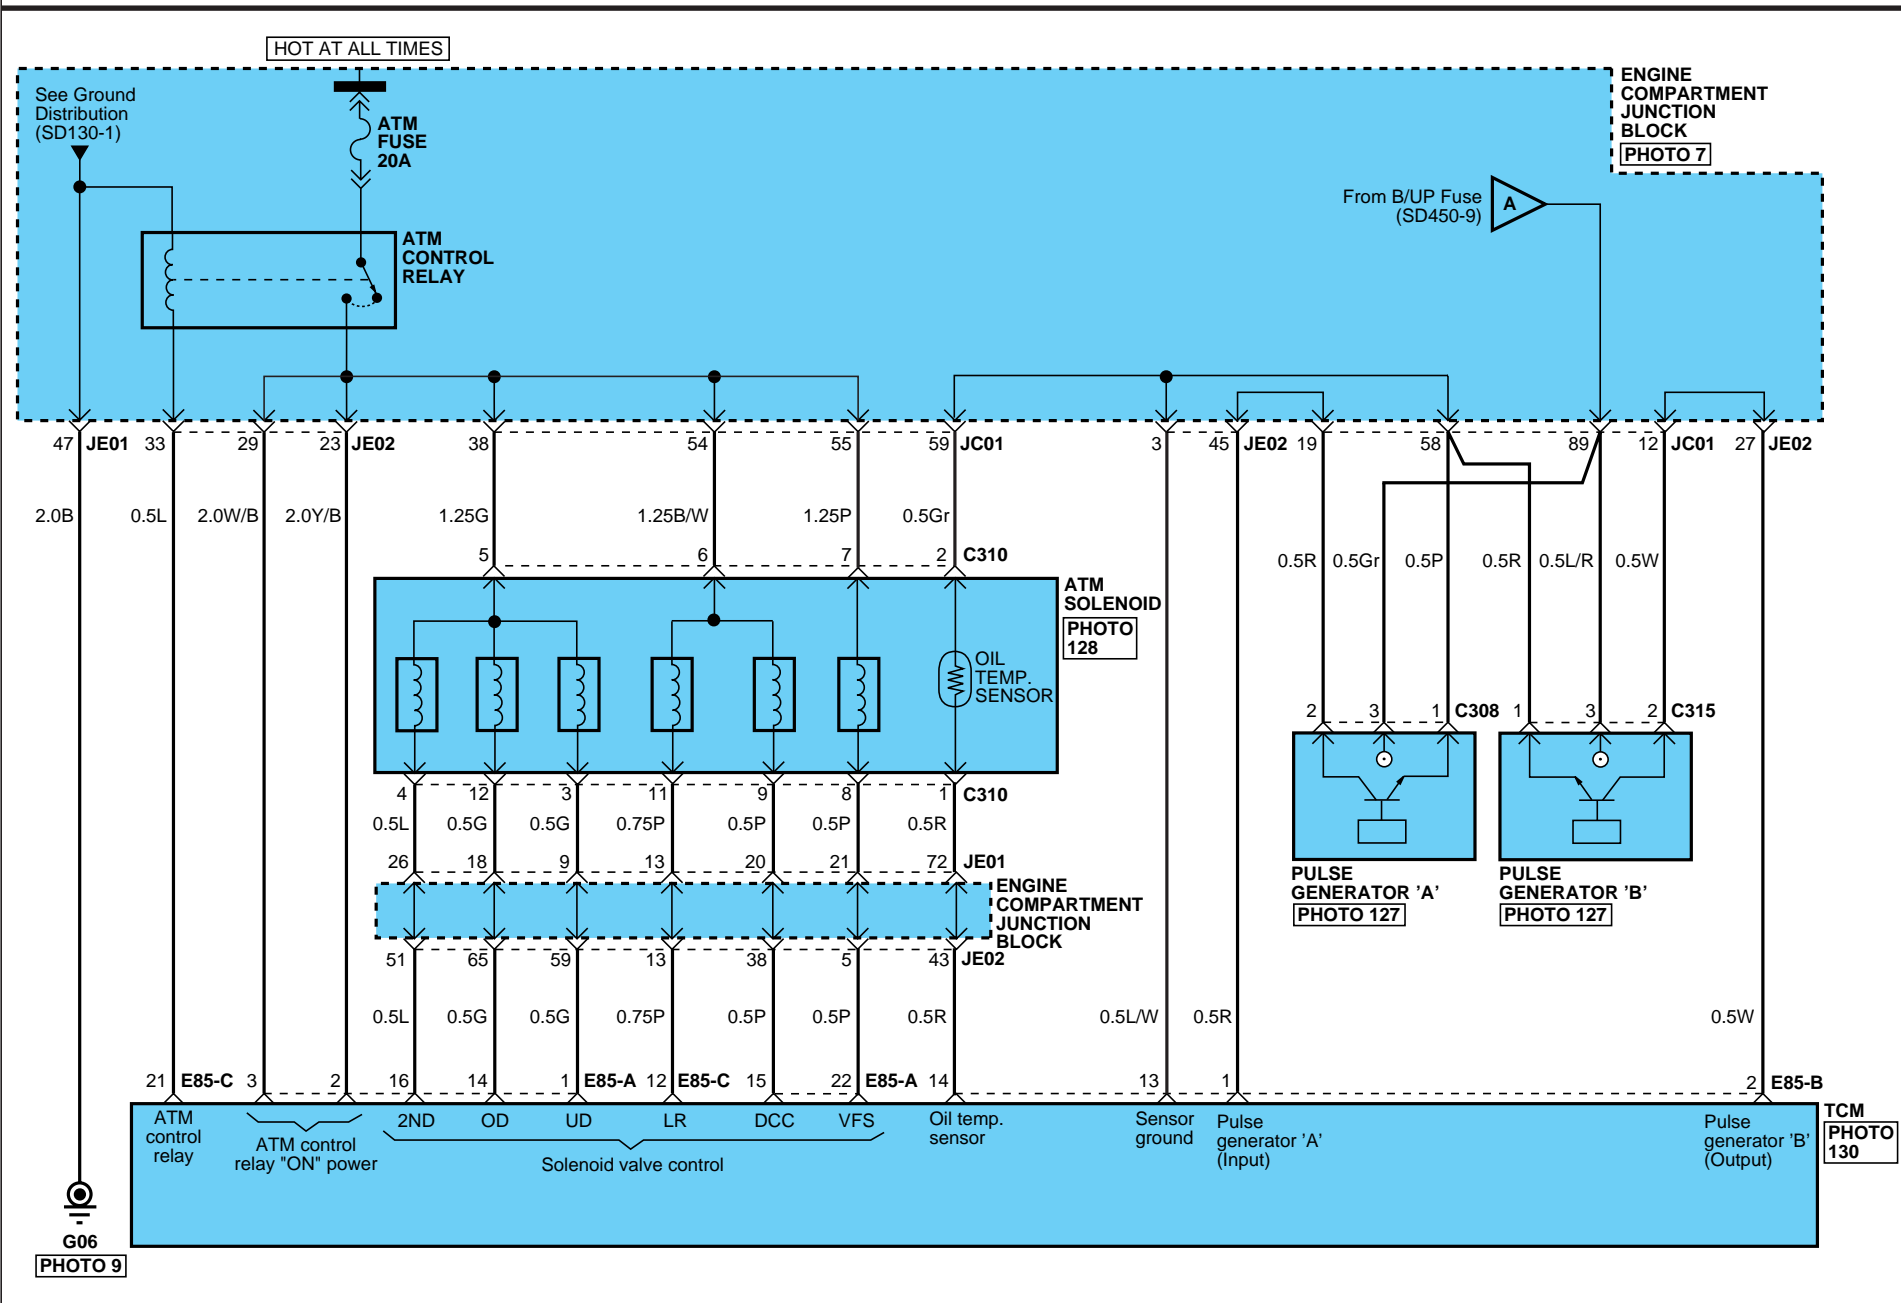 HOT AT ALL TIMES
See Ground
Distribution
(SD130-1)
ATM
FUSE
20A
ENGINE
COMPARTMENT
JUNCTION
BLOCK
PHOTO 7
From B/UP Fuse
(SD450-9)
A
ATM
CONTROL
RELAY
47 JE01 33 29 23 JE02 38 54 55 59 JC01 3 45 JE02 19 58 89 12 JC01 27 JE02
2.0B 0.5L 2.0W/B 2.0Y/B 1.25G 1.25B/W 1.25P 0.5Gr
0.5R 0.5Gr 0.5P 0.5R 0.5L/R 0.5W
5 6 7 2 C310
ATM
SOLENOID
PHOTO
128
OIL
TEMP.
SENSOR
2 3 1 C308 1 3 2 C315
4 12 3 11 9 8 1 C310
0.5L 0.5G 0.5G 0.75P 0.5P 0.5P 0.5R
26 18 9 13 20 21 72 JE01
PULSE
GENERATOR 'A'
PHOTO 127
PULSE
GENERATOR 'B'
PHOTO 127
ENGINE
COMPARTMENT
JUNCTION
BLOCK
51 65 59 13 38 5 43 JE02
0.5L 0.5G 0.5G 0.75P 0.5P 0.5P 0.5R 0.5L/W 0.5R 0.5W
21 E85-C 3 2 16 14 1 E85-A 12 E85-C 15 22 E85-A 14 13 1 2 E85-B
ATM
control
relay
ATM control
relay "ON" power
2ND OD UD LR DCC VFS
Solenoid valve control
Oil temp.
sensor
Sensor
ground
Pulse
generator 'A'
(Input)
Pulse
generator 'B'
(Output)
TCM
PHOTO
130
G06
PHOTO 9